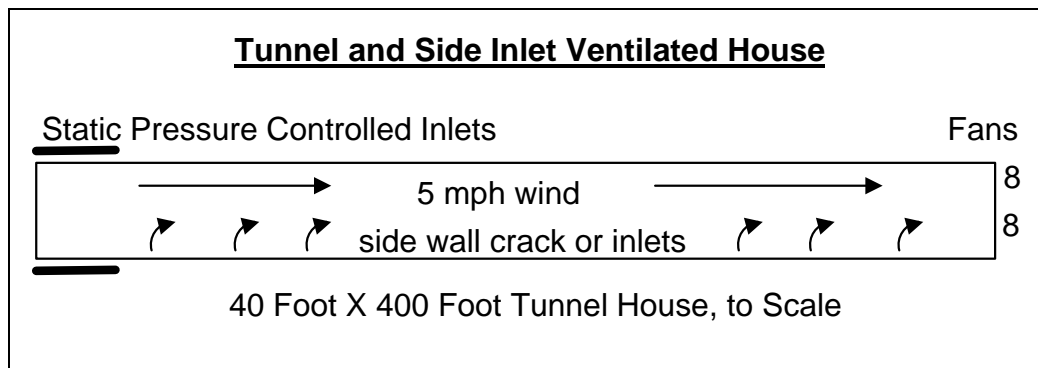 Tunnel and Side Inlet Ventilated House
Static Pressure Controlled Inlets Fans
5 mph wind 8
side wall crack or inlets 8
40 Foot X 400 Foot Tunnel House, to Scale